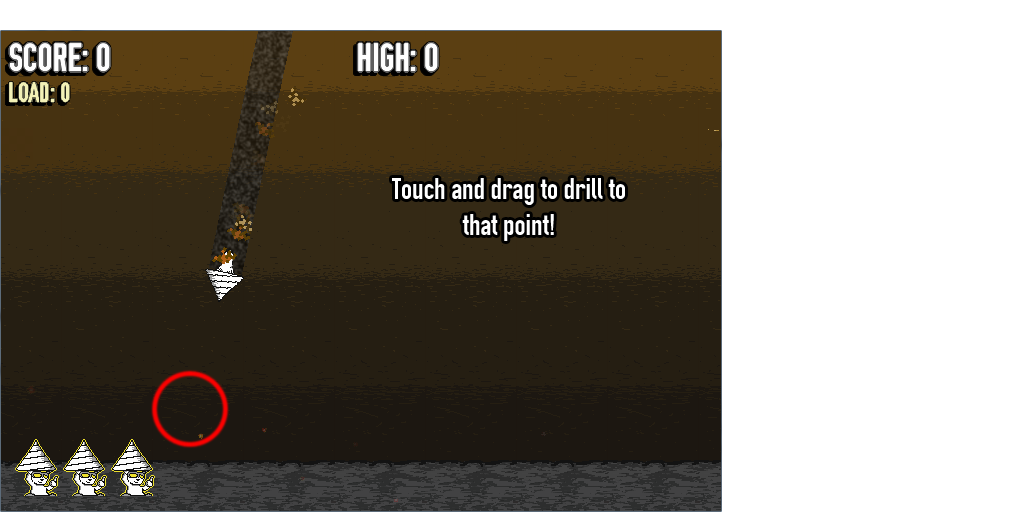 SCORE: 0
HIGH: 0
LOAD: 0
Touch and drag to drill to
that point!